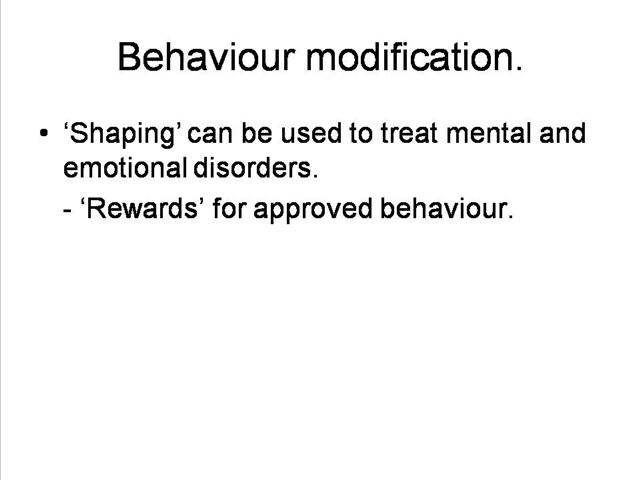 Behaviour modification.
• ‘Shaping’ can be used to treat mental and
emotional disorders.
- ‘Rewards’ for approved behaviour.